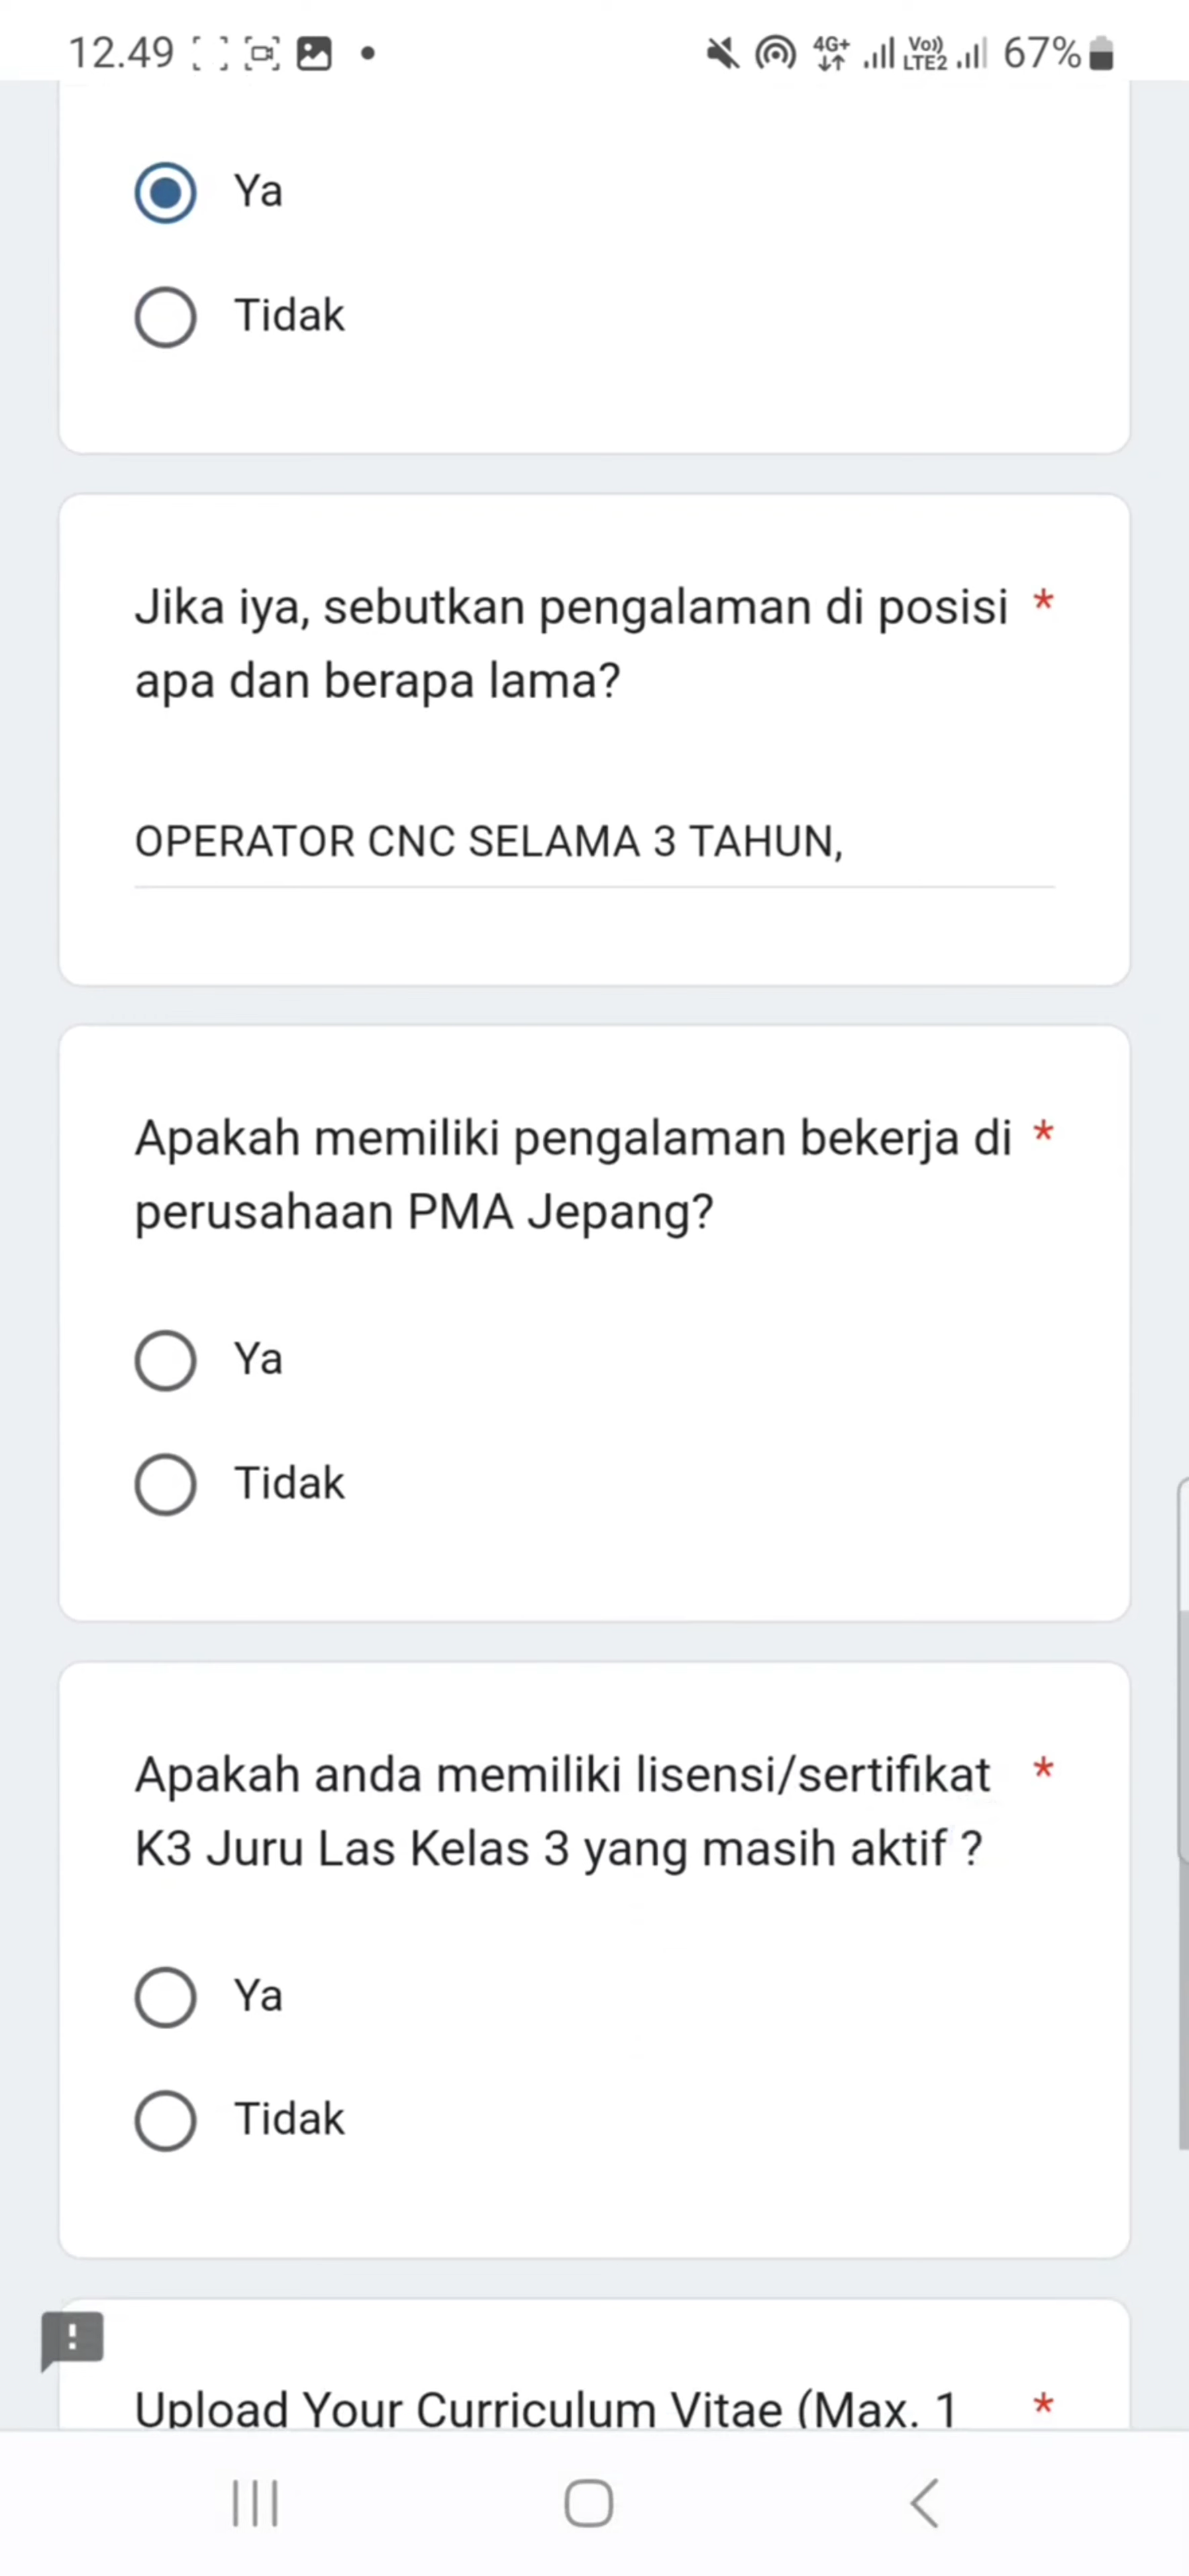 12.49
4G+ Vo)) LTE2 67%
Ya
Tidak
Jika iya, sebutkan pengalaman di posisi *
apa dan berapa lama?
OPERATOR CNC SELAMA 3 TAHUN,
Apakah memiliki pengalaman bekerja di *
perusahaan PMA Jepang?
Ya
Tidak
Apakah anda memiliki lisensi/sertifikat *
K3 Juru Las Kelas 3 yang masih aktif ?
Ya
Tidak
Upload Your Curriculum Vitae (Max. 1 *